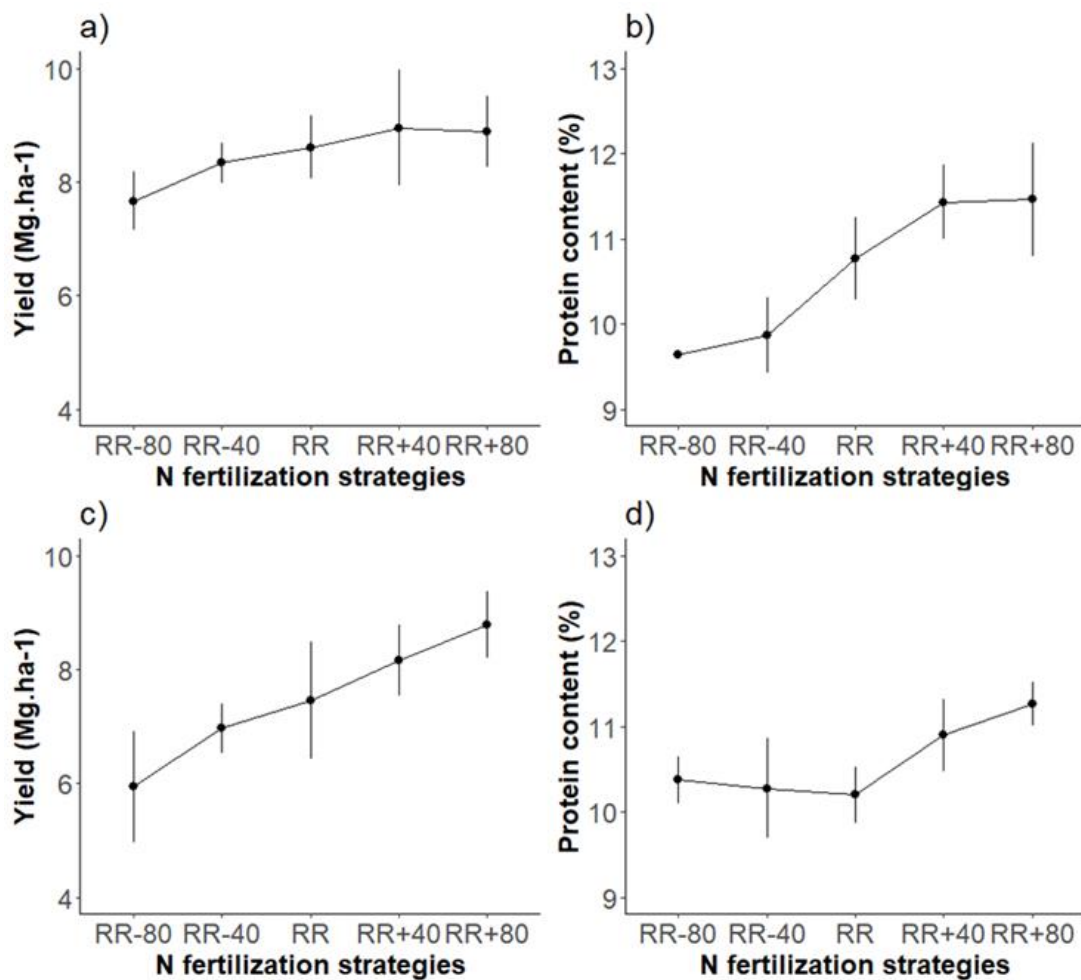 a)
Yield (Mg.ha-1)
10
8
6
4
RR-80 RR-40 RR RR+40 RR+80
N fertilization strategies
b)
Protein content (%)
13
12
11
10
9
RR-80 RR-40 RR RR+40 RR+80
N fertilization strategies
c)
Yield (Mg.ha-1)
10
8
6
4
RR-80 RR-40 RR RR+40 RR+80
N fertilization strategies
d)
Protein content (%)
13
12
11
10
9
RR-80 RR-40 RR RR+40 RR+80
N fertilization strategies